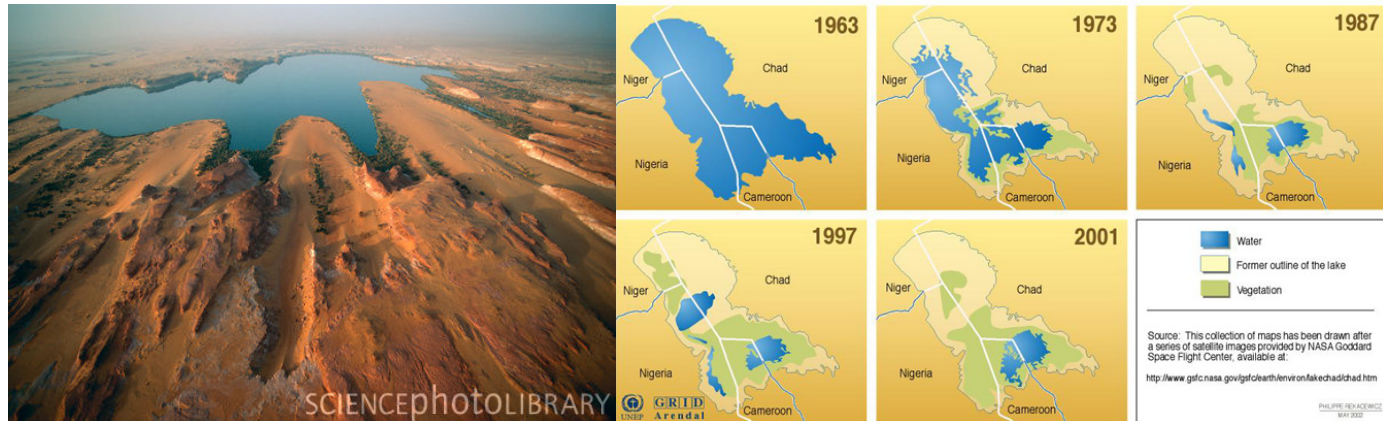 SCIENCEphotoLIBRARY
1963
Chad
Niger
Nigeria
Cameroon
1973
Chad
Niger
Nigeria
Cameroon
1987
Chad
Niger
Nigeria
Cameroon
1997
Chad
Niger
Nigeria
Cameroon
UNEP
GRID
Arendal
2001
Chad
Niger
Nigeria
Cameroon
Water
Former outline of the lake
Vegetation
Source: This collection of maps has been drawn after
a series of satellite images provided by NASA Goddard
Space Flight Center, available at:
http://www.gsfc.nasa.gov/gsfc/earth/environ/lakechad/chad.htm
PHILIPPE REKACEWICZ
MAY 2002